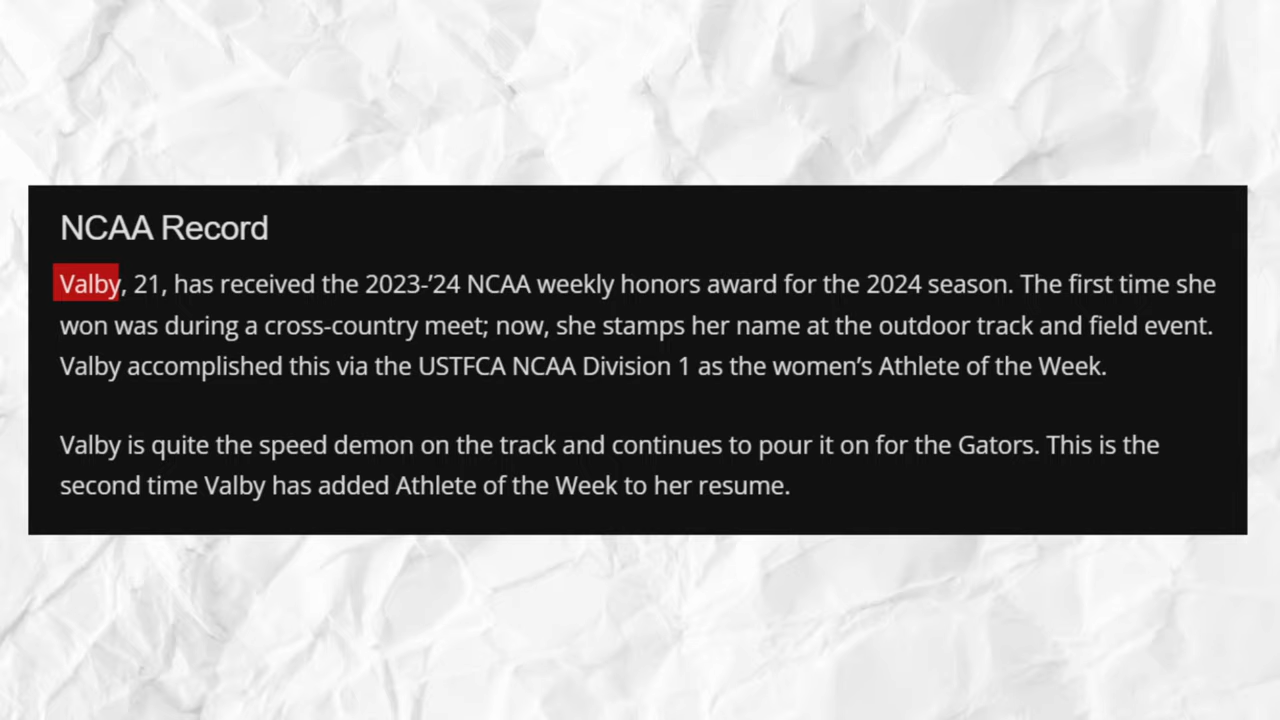 NCAA Record
Valby, 21, has received the 2023-’24 NCAA weekly honors award for the 2024 season. The first time she
won was during a cross-country meet; now, she stamps her name at the outdoor track and field event.
Valby accomplished this via the USTFCA NCAA Division 1 as the women’s Athlete of the Week.
Valby is quite the speed demon on the track and continues to pour it on for the Gators. This is the
second time Valby has added Athlete of the Week to her resume.